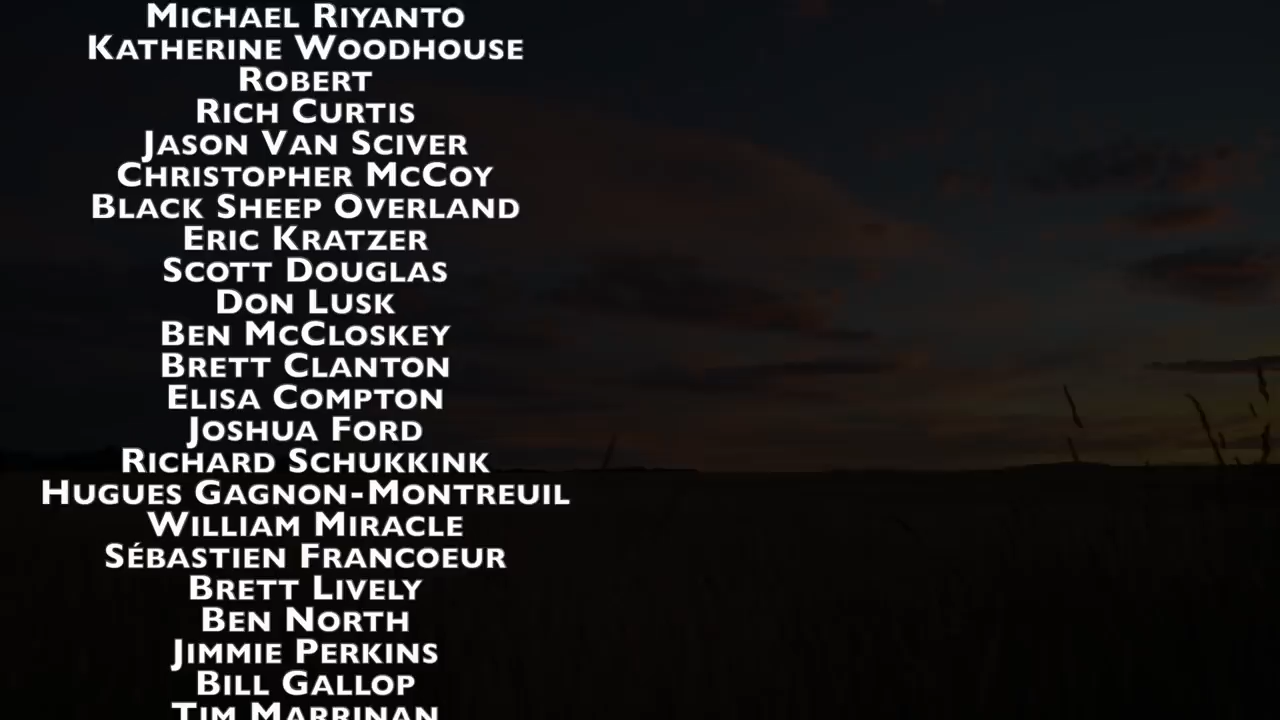 Michael Riyanto
Katherine Woodhouse
Robert
Rich Curtis
Jason Van Sciver
Christopher McCoy
Black Sheep Overland
Eric Kratzer
Scott Douglas
Don Lusk
Ben McCloskey
Brett Clanton
Elisa Compton
Joshua Ford
Richard Schukkink
Hugues Gagnon-Montreuil
William Miracle
Sébastien Francoeur
Brett Lively
Ben North
Jimmie Perkins
Bill Gallop
Tim Marrinan